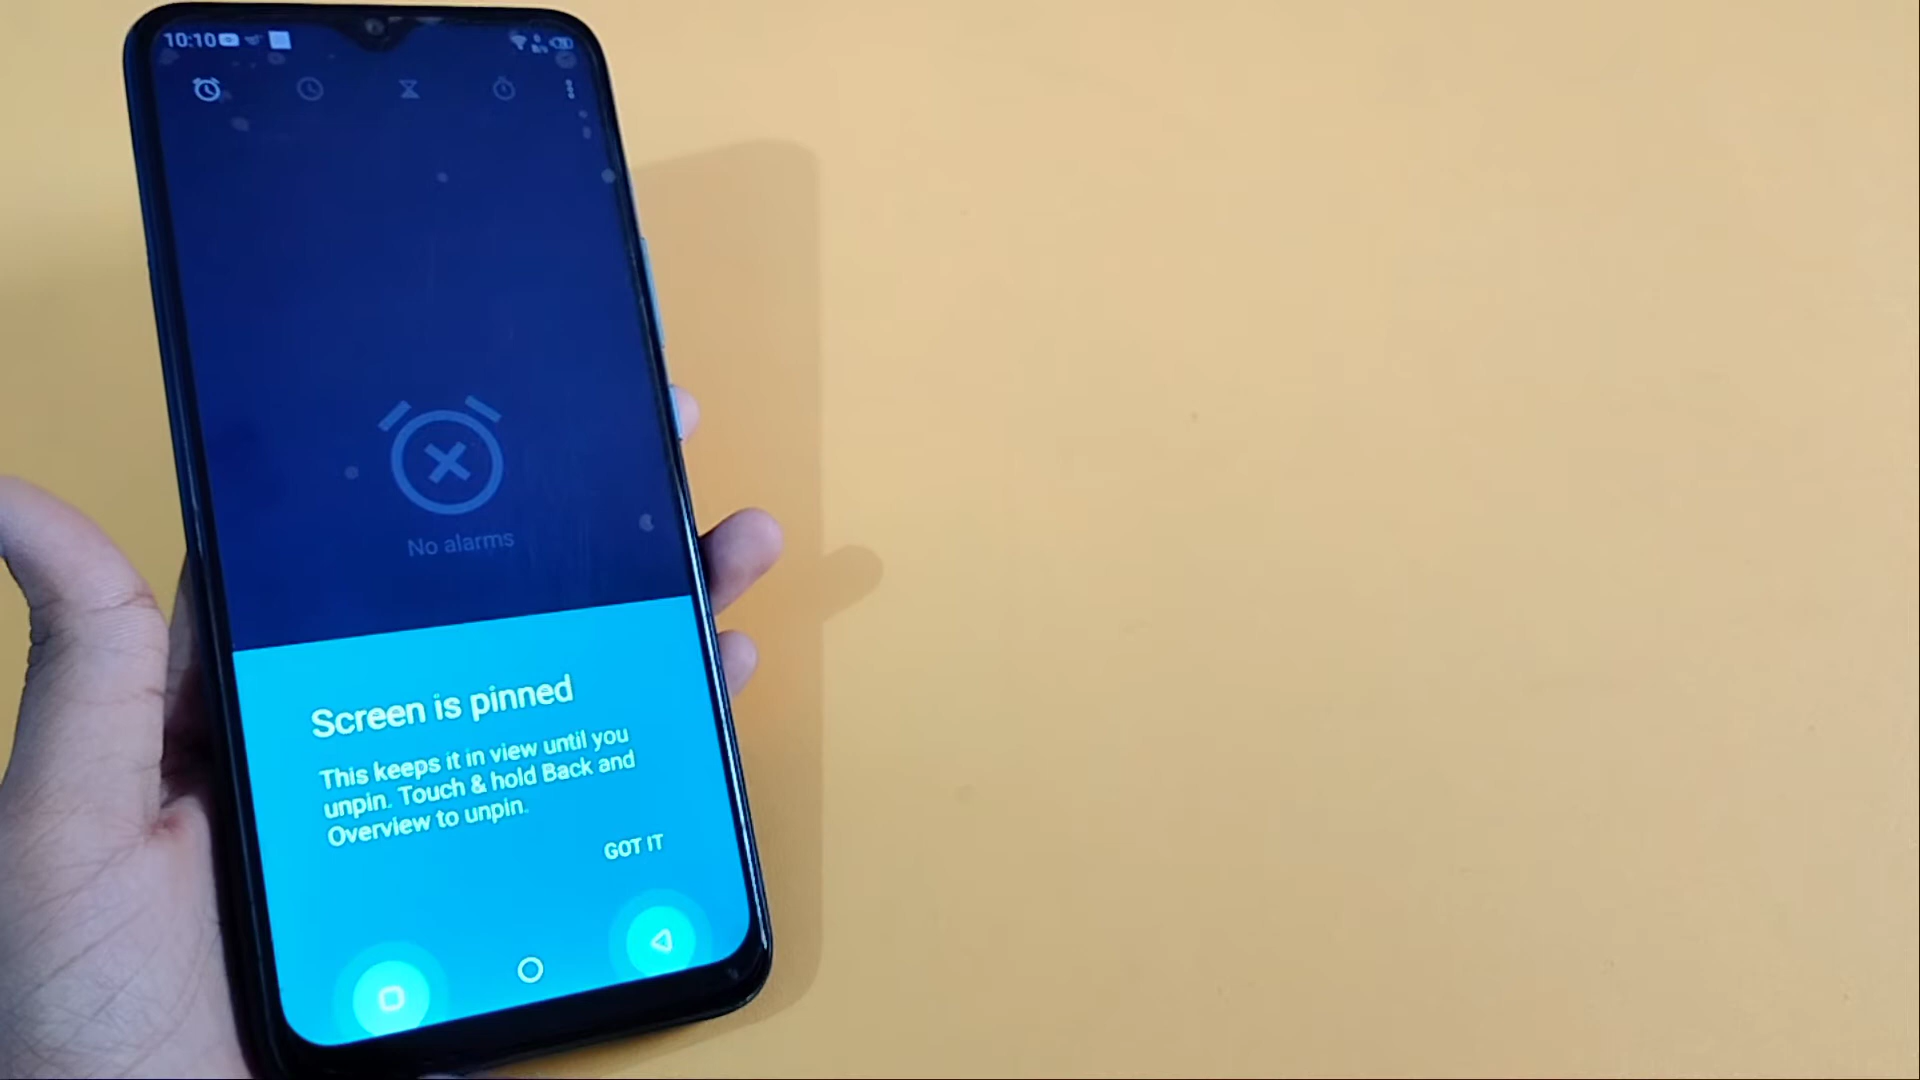 10:10
No alarms
Screen is pinned
This keeps it in view until you
unpin. Touch & hold Back and
Overview to unpin.
GOT IT